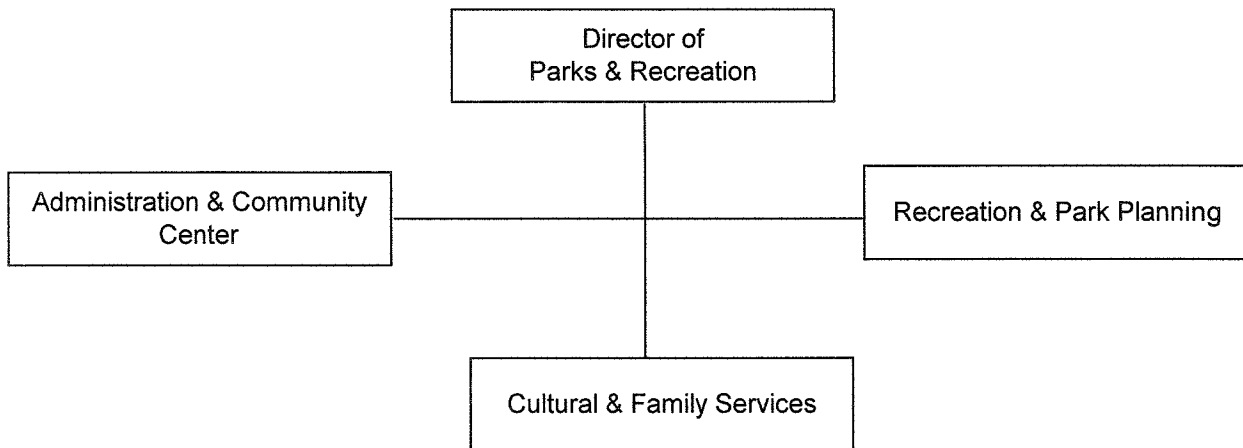 Director of
Parks & Recreation
Administration & Community
Center
Recreation & Park Planning
Cultural & Family Services